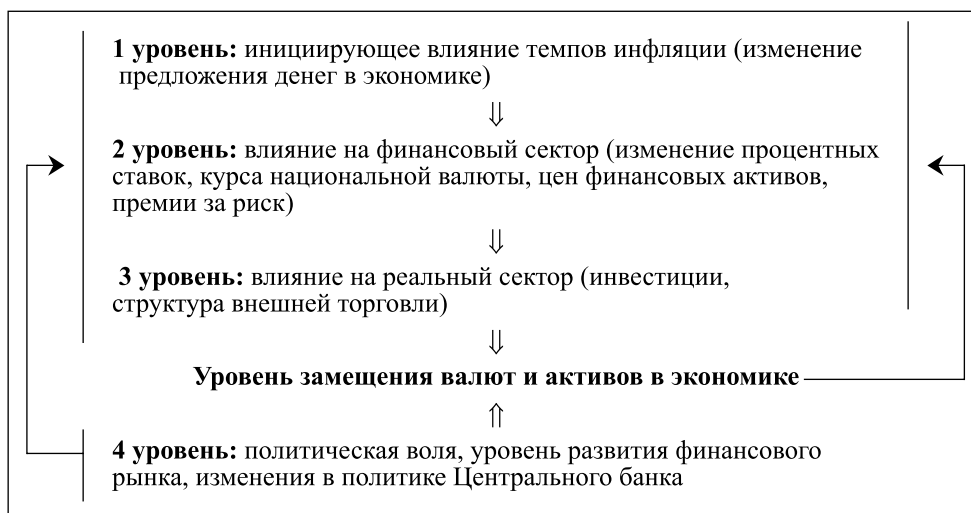 1 уровень: инициирующее влияние темпов инфляции (изменение
предложения денег в экономике)
⇓
2 уровень: влияние на финансовый сектор (изменение процентных
ставок, курса национальной валюты, цен финансовых активов,
премии за риск)
⇓
3 уровень: влияние на реальный сектор (инвестиции,
структура внешней торговли)
⇓
Уровень замещения валют и активов в экономике
⇑
4 уровень: политическая воля, уровень развития финансового
рынка, изменения в политике Центрального банка